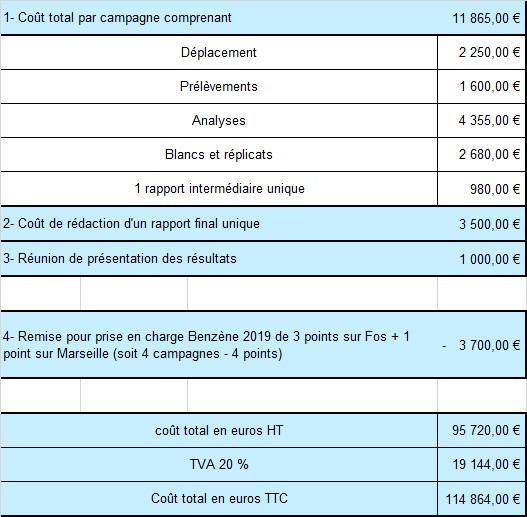 1- Coût total par campagne comprenant 11 865,00 €
Déplacement 2 250,00 €
Prélèvements 1 600,00 €
Analyses 4 355,00 €
Blancs et réplicats 2 680,00 €
1 rapport intermédiaire unique 980,00 €
2- Coût de rédaction d'un rapport final unique 3 500,00 €
3- Réunion de présentation des résultats 1 000,00 €
4- Remise pour prise en charge Benzène 2019 de 3 points sur Fos + 1
point sur Marseille (soit 4 campagnes - 4 points) - 3 700,00 €
coût total en euros HT 95 720,00 €
TVA 20 % 19 144,00 €
Coût total en euros TTC 114 864,00 €